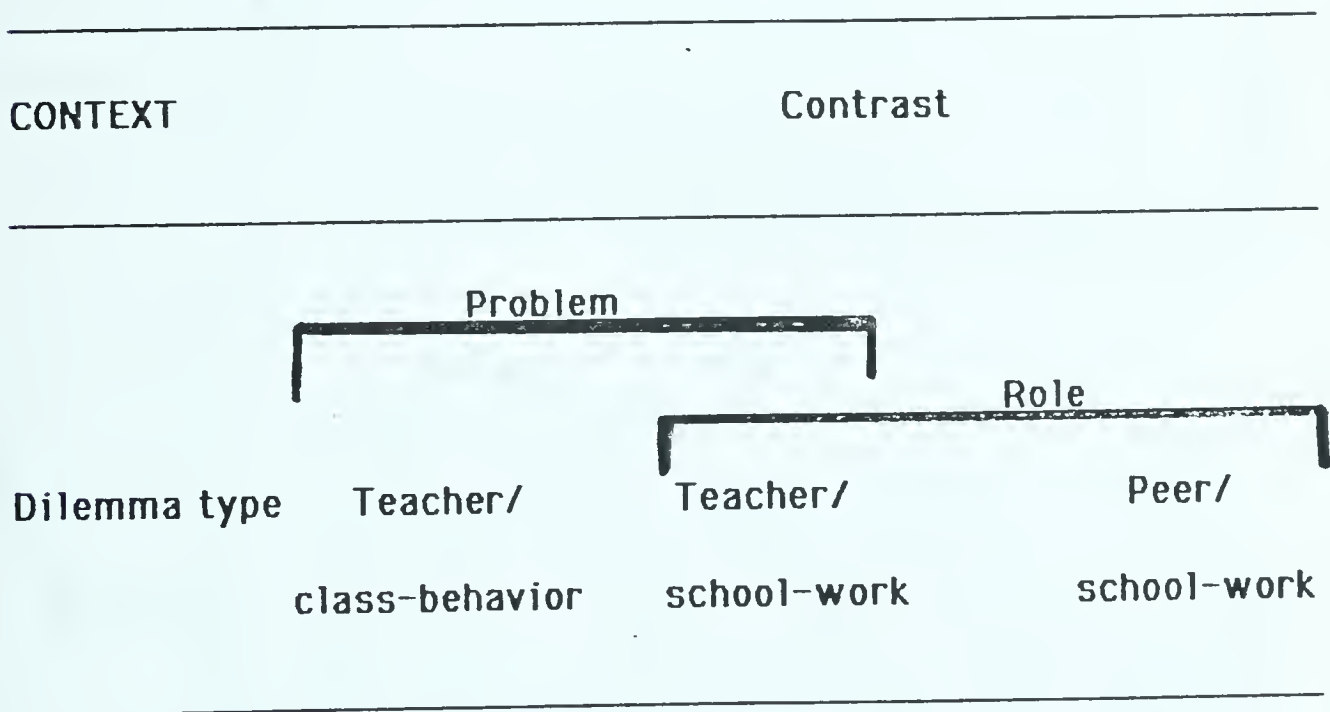 CONTEXT Contrast
Problem
Role
Dilemma type Teacher/ Teacher/ Peer/
class-behavior school-work school-work